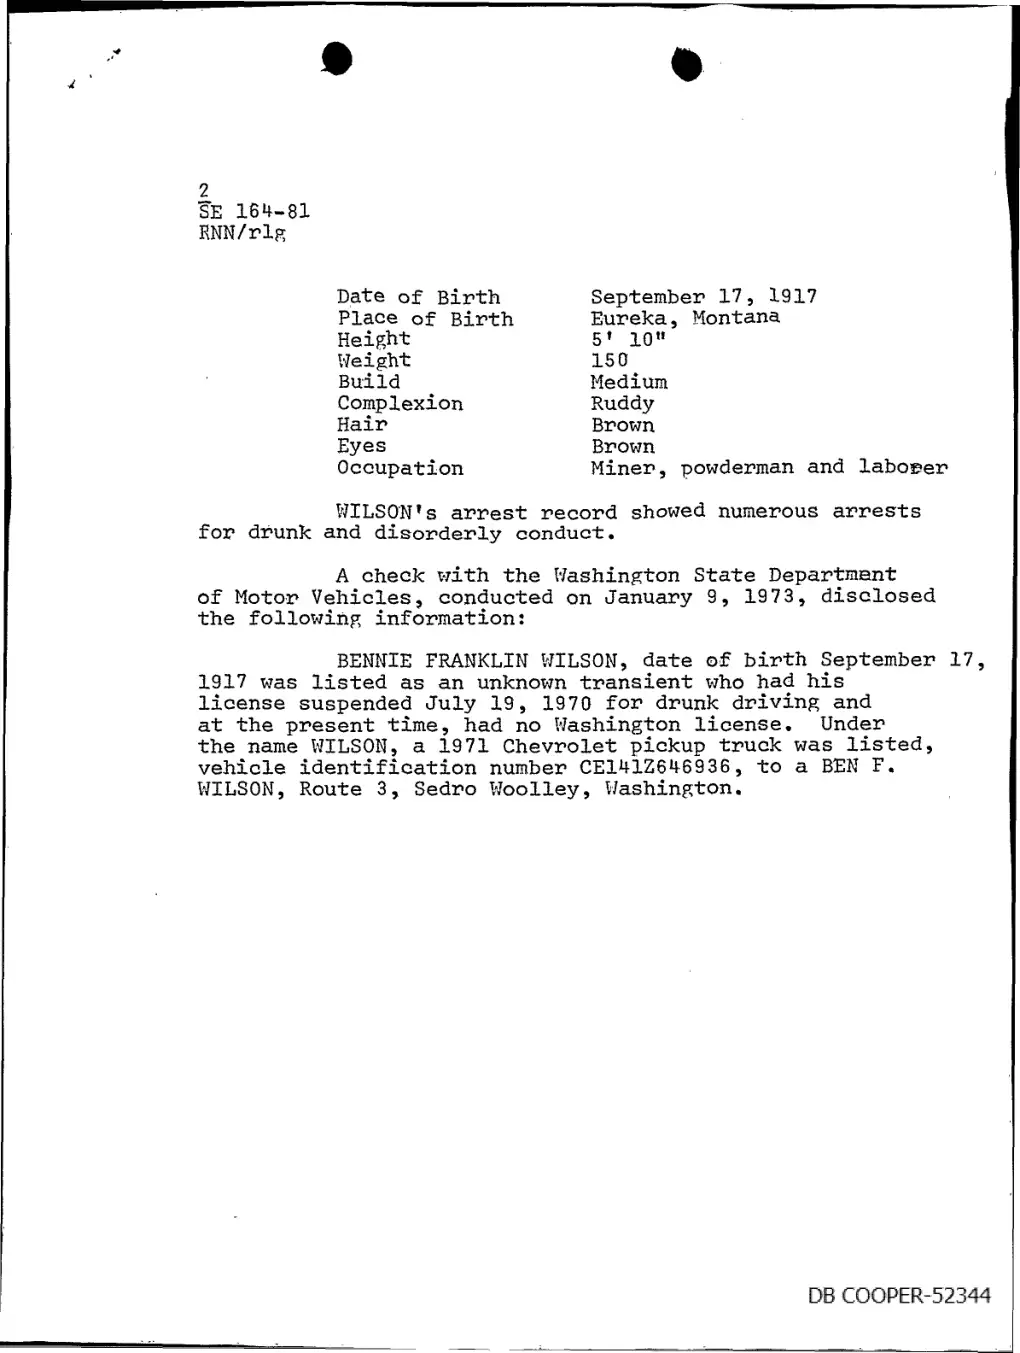 2
SE 164-81
RNN/rlg
Date of Birth September 17, 1917
Place of Birth Eureka, Montana
Height 5' 10"
Weight 150
Build Medium
Complexion Ruddy
Hair Brown
Eyes Brown
Occupation Miner, powderman and laborer
WILSON's arrest record showed numerous arrests
for drunk and disorderly conduct.
A check with the Washington State Department
of Motor Vehicles, conducted on January 9, 1973, disclosed
the following information:
BENNIE FRANKLIN WILSON, date of birth September 17,
1917 was listed as an unknown transient who had his
license suspended July 19, 1970 for drunk driving and
at the present time, had no Washington license. Under
the name WILSON, a 1971 Chevrolet pickup truck was listed,
vehicle identification number CE141Z646936, to a BEN F.
WILSON, Route 3, Sedro Woolley, Washington.
DB COOPER-52344